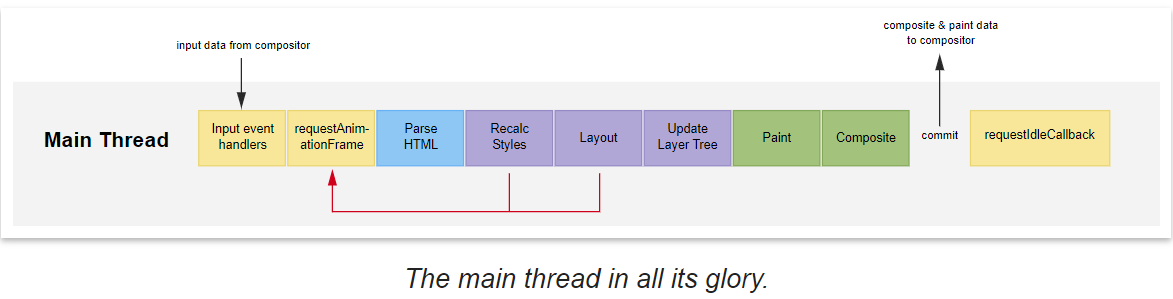 composite & paint data
to compositor
input data from compositor
Main Thread
Input event
handlers
requestAnim-
ationFrame
Parse
HTML
Recalc
Styles
Layout
Update
Layer Tree
Paint
Composite
commit
requestIdleCallback
The main thread in all its glory.